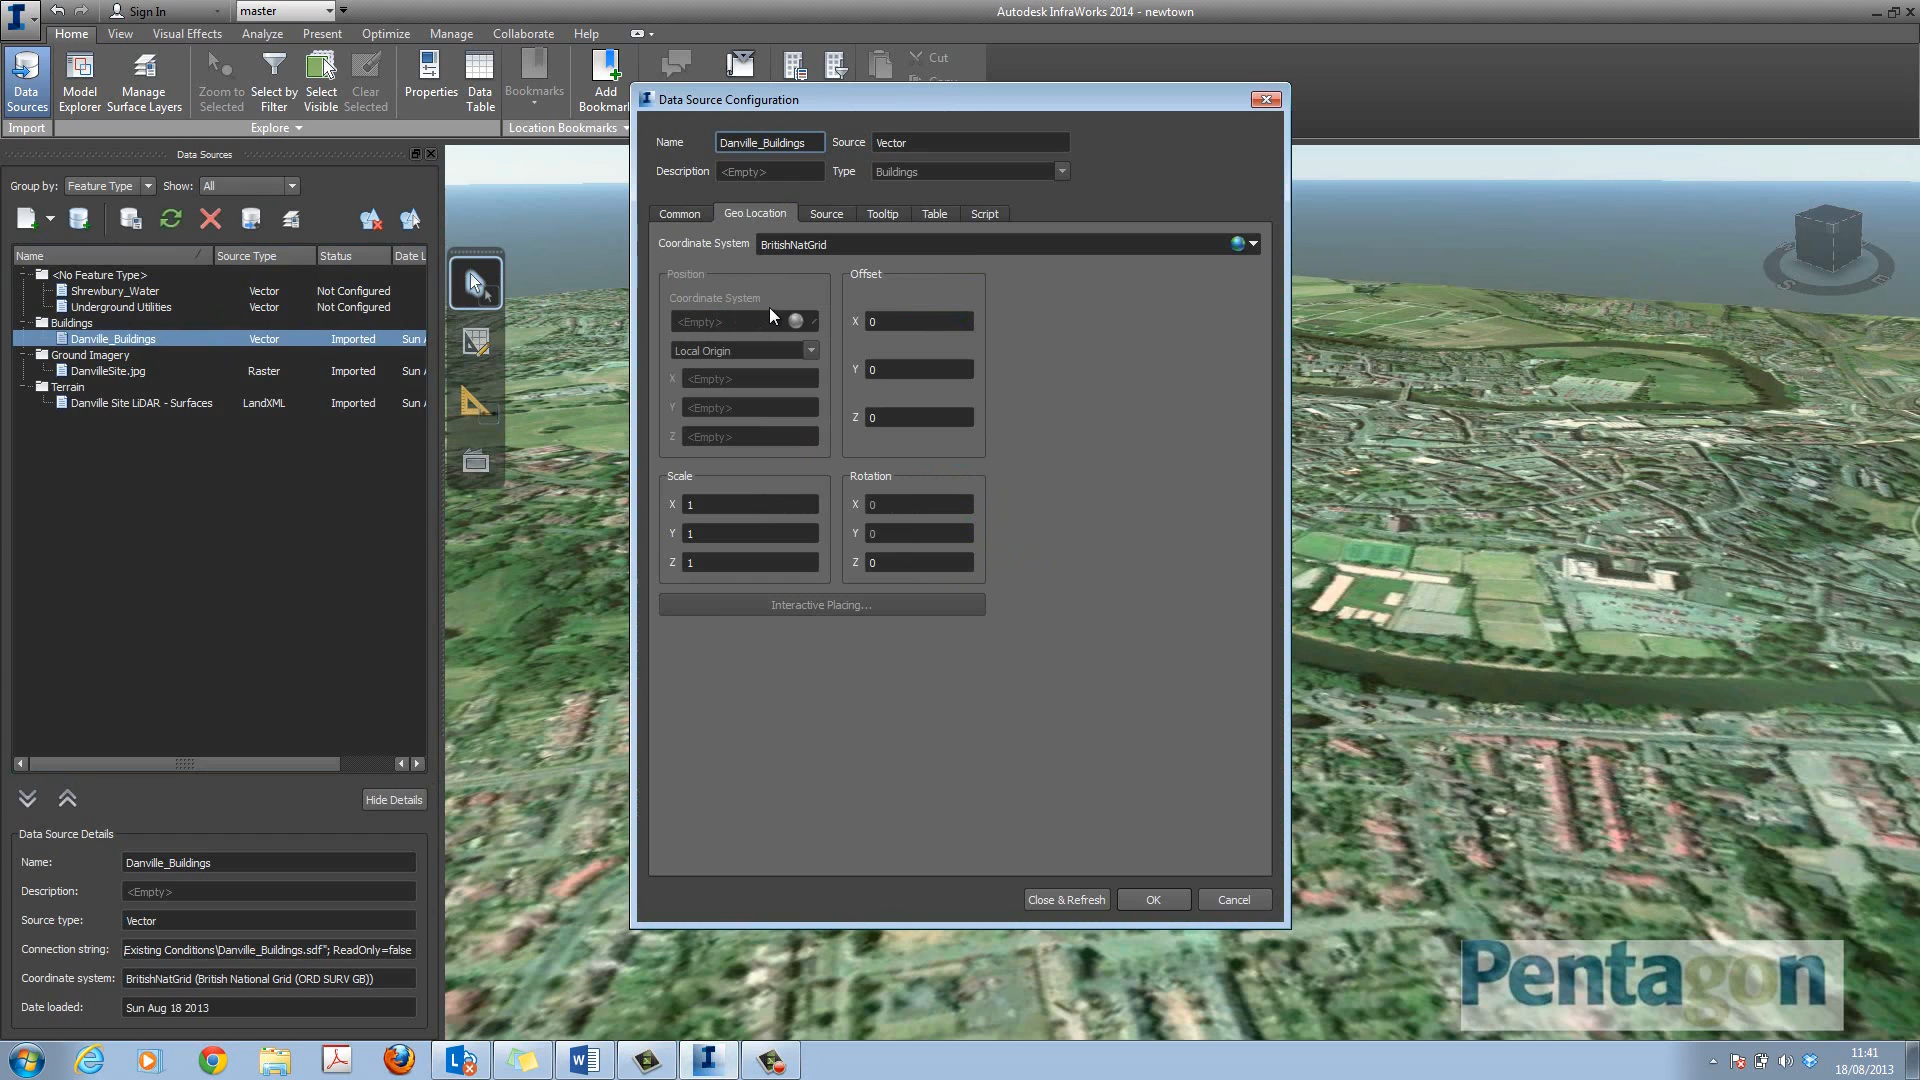 Sign In
master
Autodesk InfraWorks 2014 - newtown
Home View Visual Effects Analyze Present Optimize Manage Collaborate Help
Data Sources
Model Explorer
Manage Surface Layers
Zoom to Selected
Select by Filter
Select Visible
Clear Selected
Properties
Data Table
Bookmarks
Add Bookmark
Cut
Import
Explore
Location Bookmarks
Data Sources
Group by: Feature Type Show: All
Name Source Type Status Date L
<No Feature Type>
Shrewbury_Water Vector Not Configured
Underground Utilities Vector Not Configured
Buildings
Danville_Buildings Vector Imported Sun A
Ground Imagery
DanvilleSite.jpg Raster Imported Sun A
Terrain
Danville Site LiDAR - Surfaces LandXML Imported Sun A
Hide Details
Data Source Details
Name: Danville_Buildings
Description: <Empty>
Source type: Vector
Connection string: Existing Conditions\Danville_Buildings.sdf"; ReadOnly=false
Coordinate system: BritishNatGrid (British National Grid (ORD SURV GB))
Date loaded: Sun Aug 18 2013
Data Source Configuration
Name Danville_Buildings Source Vector
Description <Empty> Type Buildings
Common Geo Location Source Tooltip Table Script
Coordinate System BritishNatGrid
Position
Coordinate System
<Empty>
Local Origin
X <Empty>
Y <Empty>
Z <Empty>
Offset
X 0
Y 0
Z 0
Scale
X 1
Y 1
Z 1
Rotation
X 0
Y 0
Z 0
Interactive Placing...
Close & Refresh OK Cancel
S
E
Pentagon
11:41
18/08/2013